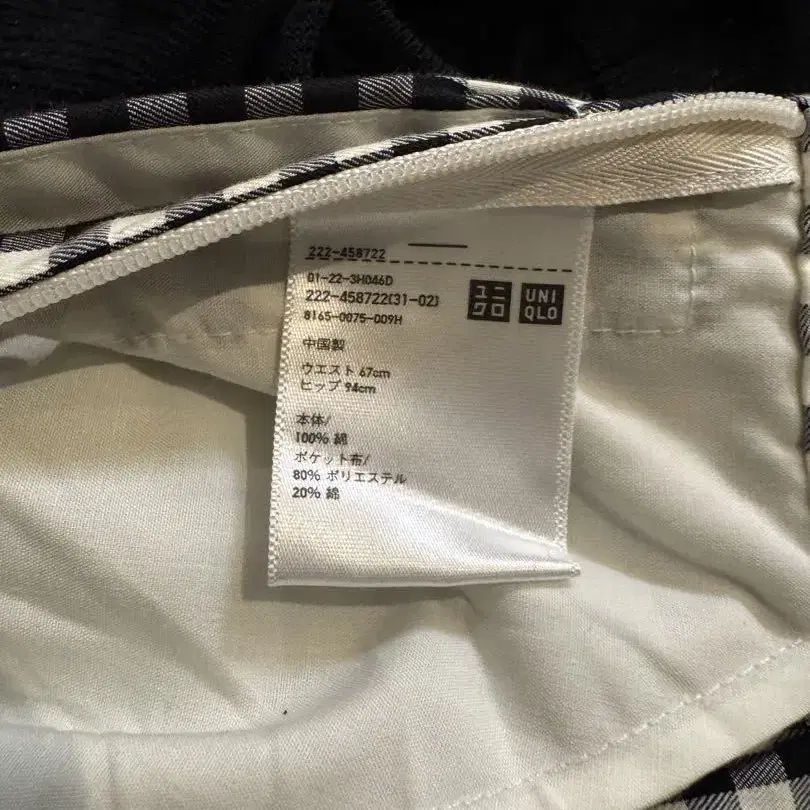 222-458722
01-22-3H046D
222-458722(31-02)
8165-0075-009H
ユニ
クロ
UNI
QLO
中国製
ウエスト 67cm
ヒップ 94cm
本体/
100% 綿
ポケット布/
80% ポリエステル
20% 綿